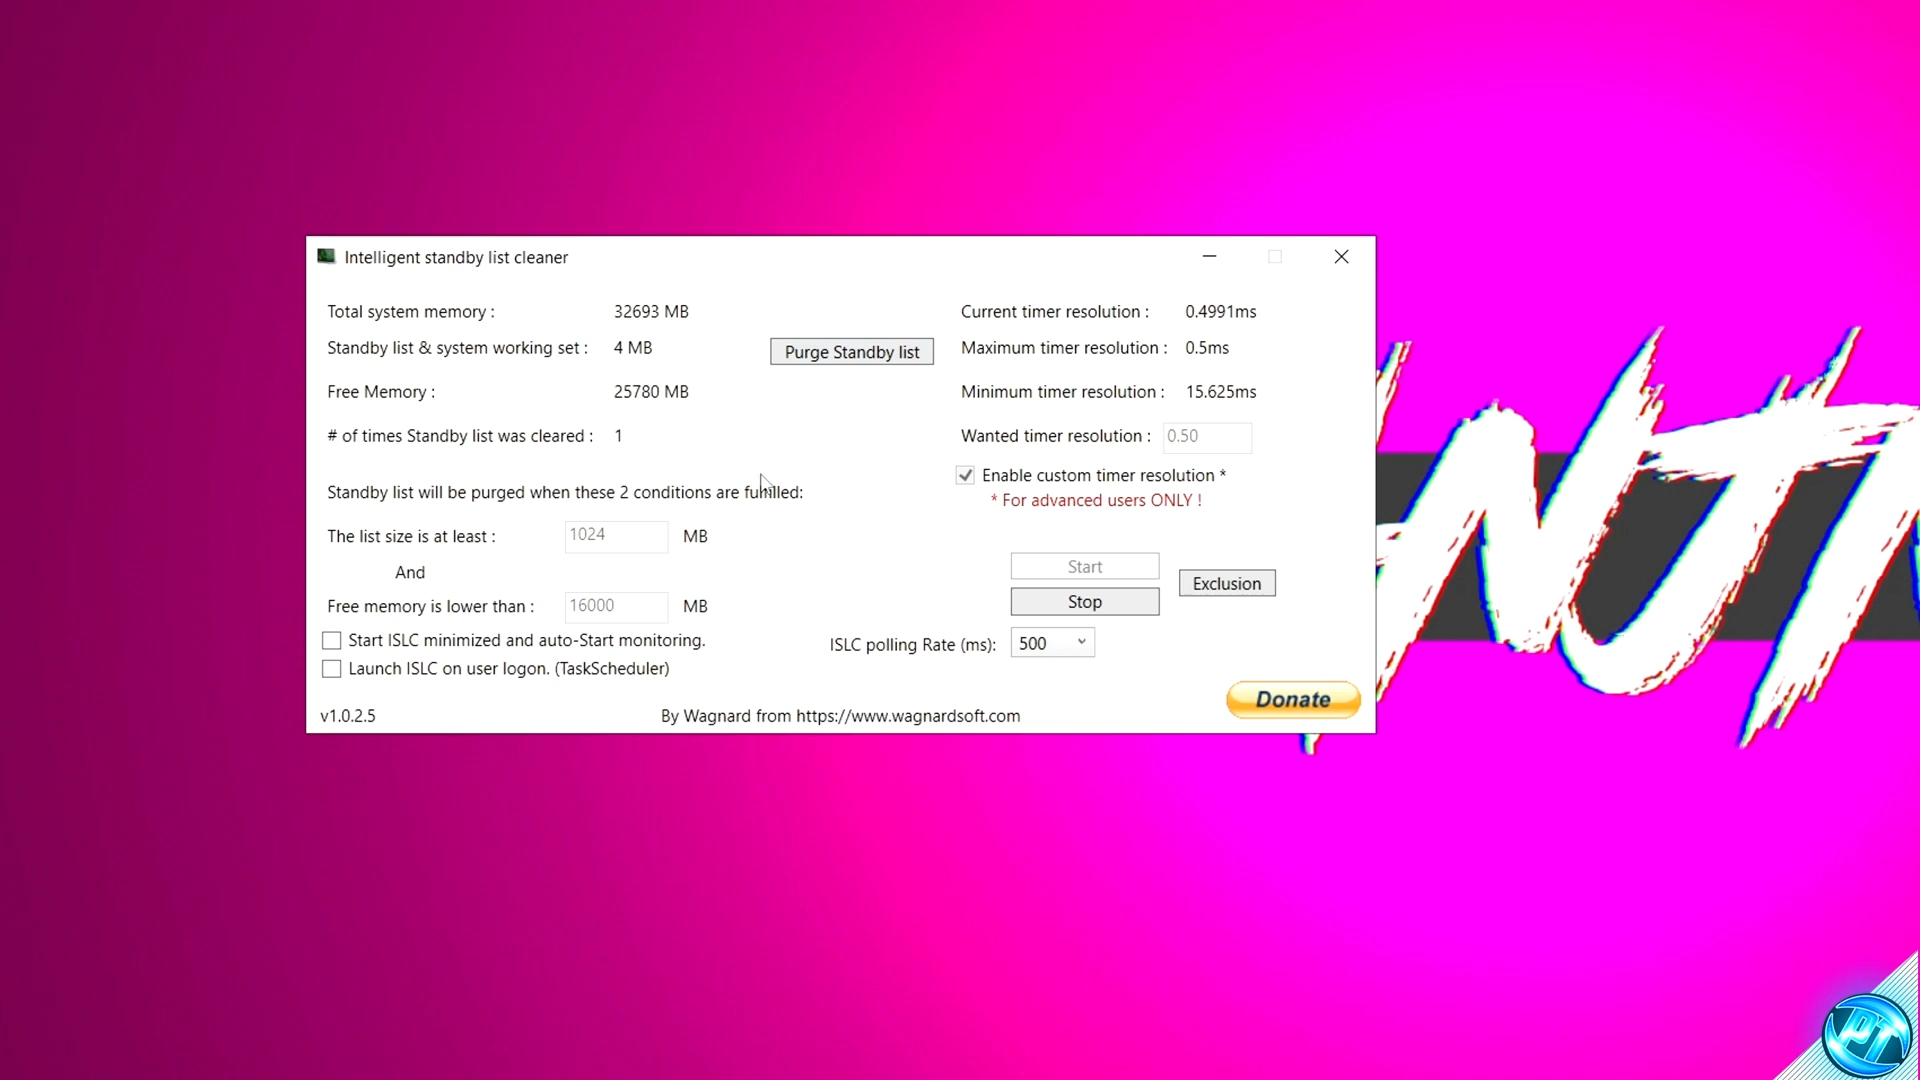 Intelligent standby list cleaner
Total system memory : 32693 MB
Standby list & system working set : 4 MB
Purge Standby list
Free Memory : 25780 MB
# of times Standby list was cleared : 1
Current timer resolution : 0.4991ms
Maximum timer resolution : 0.5ms
Minimum timer resolution : 15.625ms
Wanted timer resolution : 0.50
Enable custom timer resolution *
* For advanced users ONLY !
Standby list will be purged when these 2 conditions are fulfilled:
The list size is at least : 1024 MB
And
Free memory is lower than : 16000 MB
Start ISLC minimized and auto-Start monitoring.
Launch ISLC on user logon. (TaskScheduler)
Start
Stop
Exclusion
ISLC polling Rate (ms): 500
Donate
v1.0.2.5
By Wagnard from https://www.wagnardsoft.com
PT